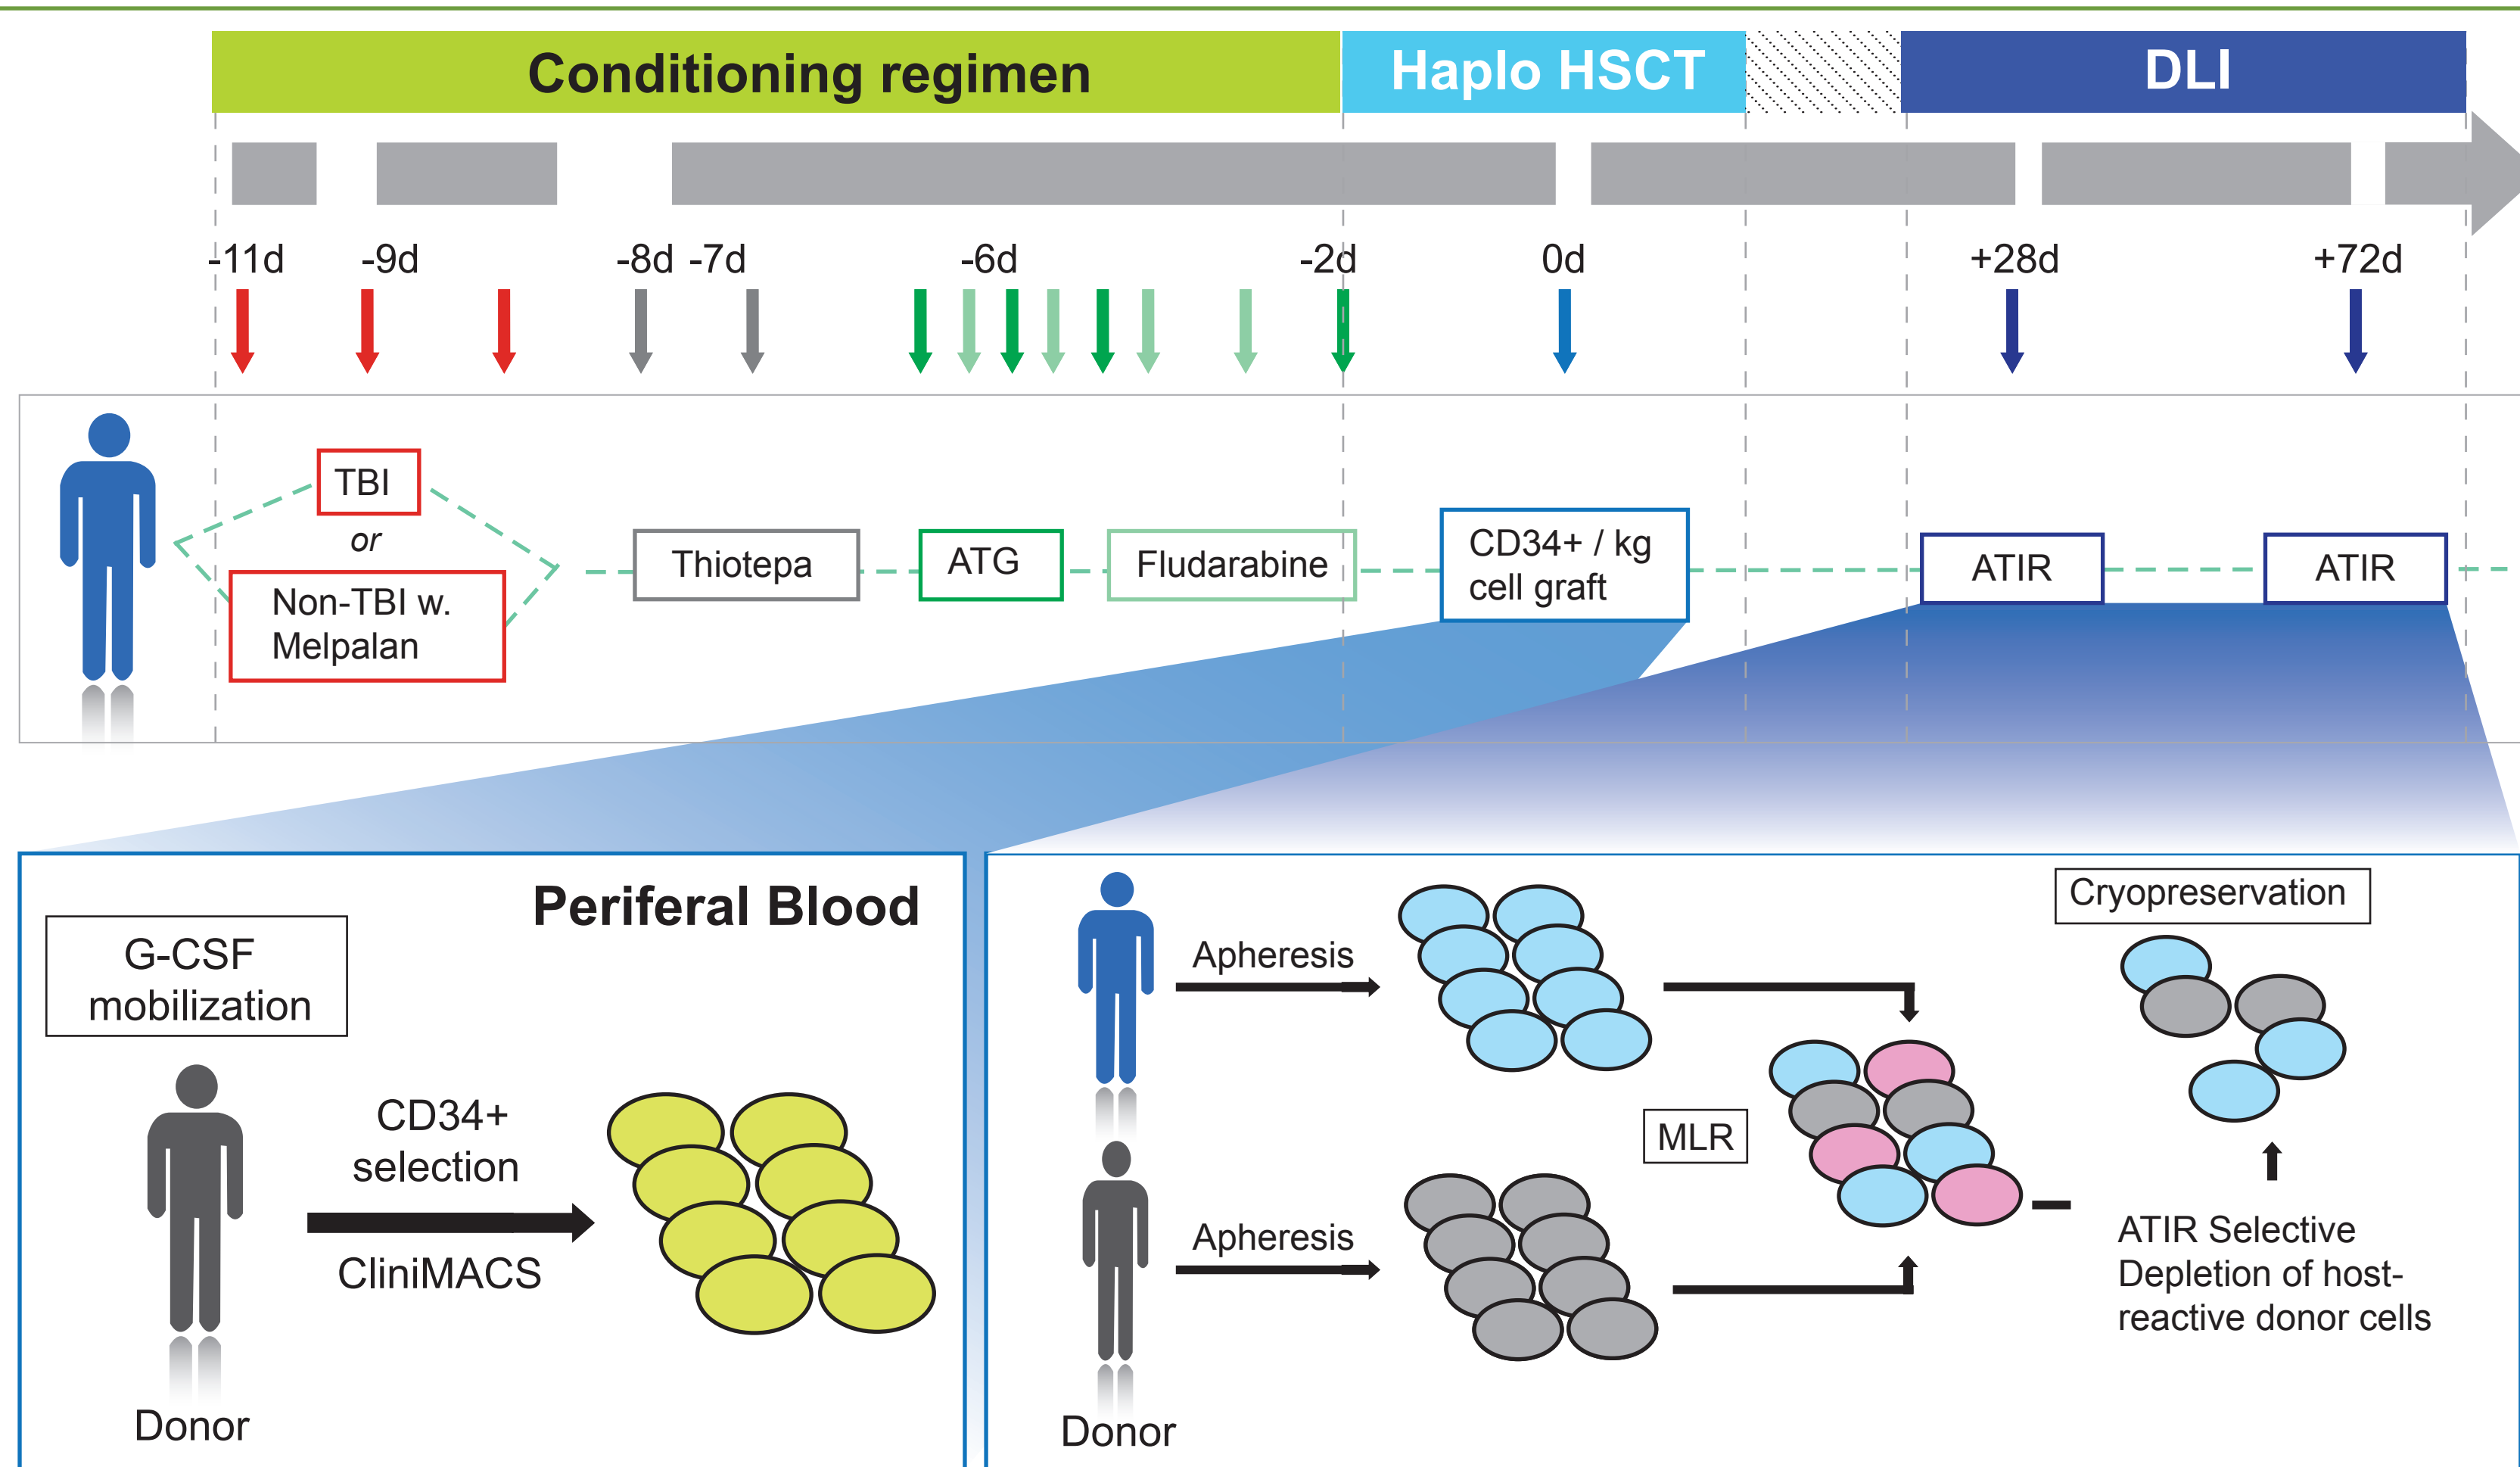 Conditioning regimen
Haplo HSCT
DLI
-11d
-9d
-8d
-7d
-6d
-2d
0d
+28d
+72d
TBI
or
Non-TBI w.
Melpalan
Thiotepa
ATG
Fludarabine
CD34+ / kg
cell graft
ATIR
ATIR
Periferal Blood
G-CSF
mobilization
CD34+
selection
CliniMACS
Donor
Apheresis
Apheresis
Donor
MLR
Cryopreservation
ATIR Selective
Depletion of host-
reactive donor cells